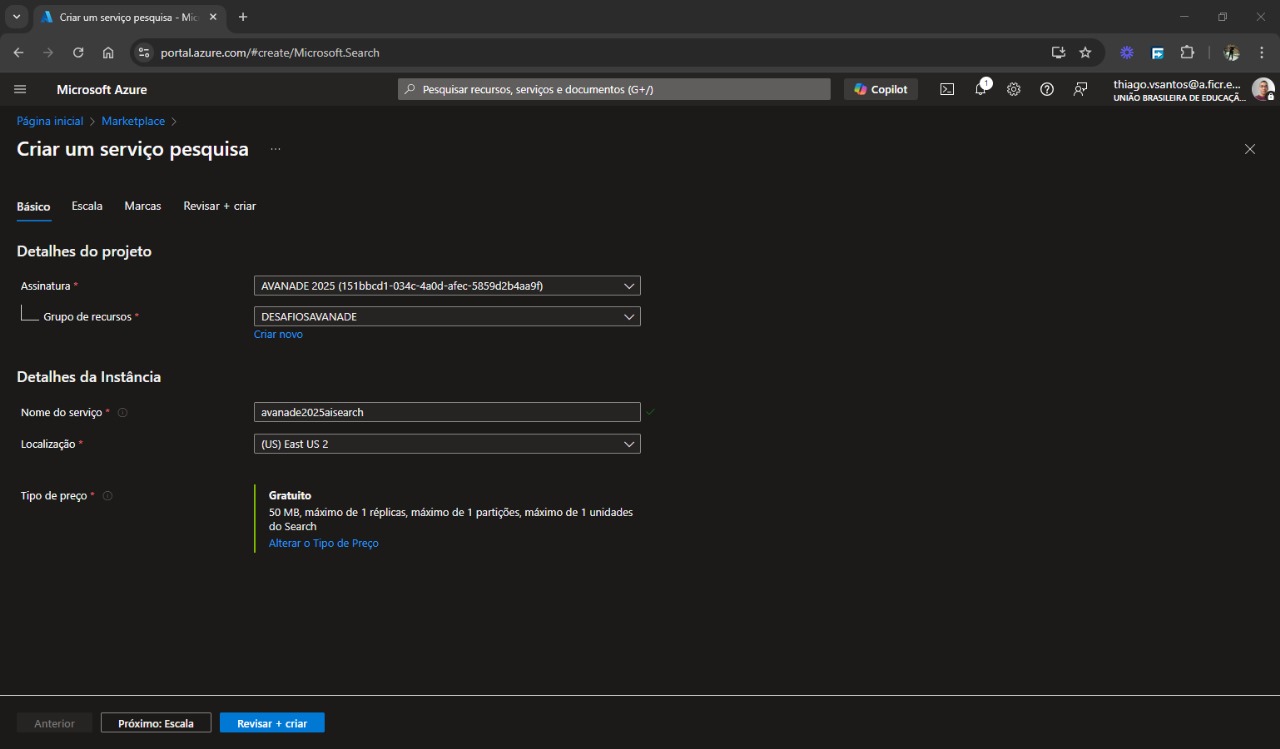 Criar um serviço pesquisa - Mic
portal.azure.com/#create/Microsoft.Search
Microsoft Azure
Pesquisar recursos, serviços e documentos (G+/)
Copilot
1
thiago.vsantos@a.ficr.e...
UNIÃO BRASILEIRA DE EDUCAÇÃ...
Página inicial > Marketplace >
Criar um serviço pesquisa ...
Básico Escala Marcas Revisar + criar
Detalhes do projeto
Assinatura * AVANADE 2025 (151bbcd1-034c-4a0d-afec-5859d2b4aa9f)
Grupo de recursos * DESAFIOSAVANADE
Criar novo
Detalhes da Instância
Nome do serviço * avanade2025aisearch
Localização * (US) East US 2
Tipo de preço * Gratuito
50 MB, máximo de 1 réplicas, máximo de 1 partições, máximo de 1 unidades
do Search
Alterar o Tipo de Preço
Anterior Próximo: Escala Revisar + criar